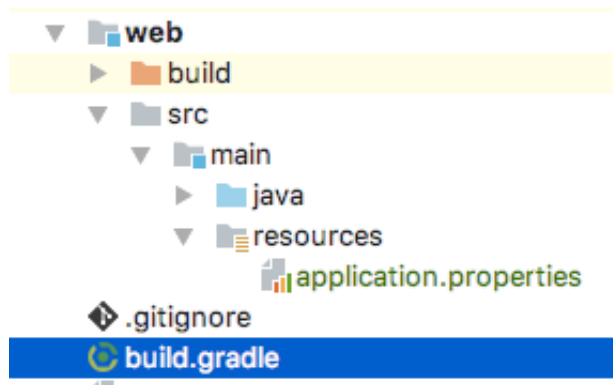 web
build
src
main
java
resources
application.properties
.gitignore
build.gradle